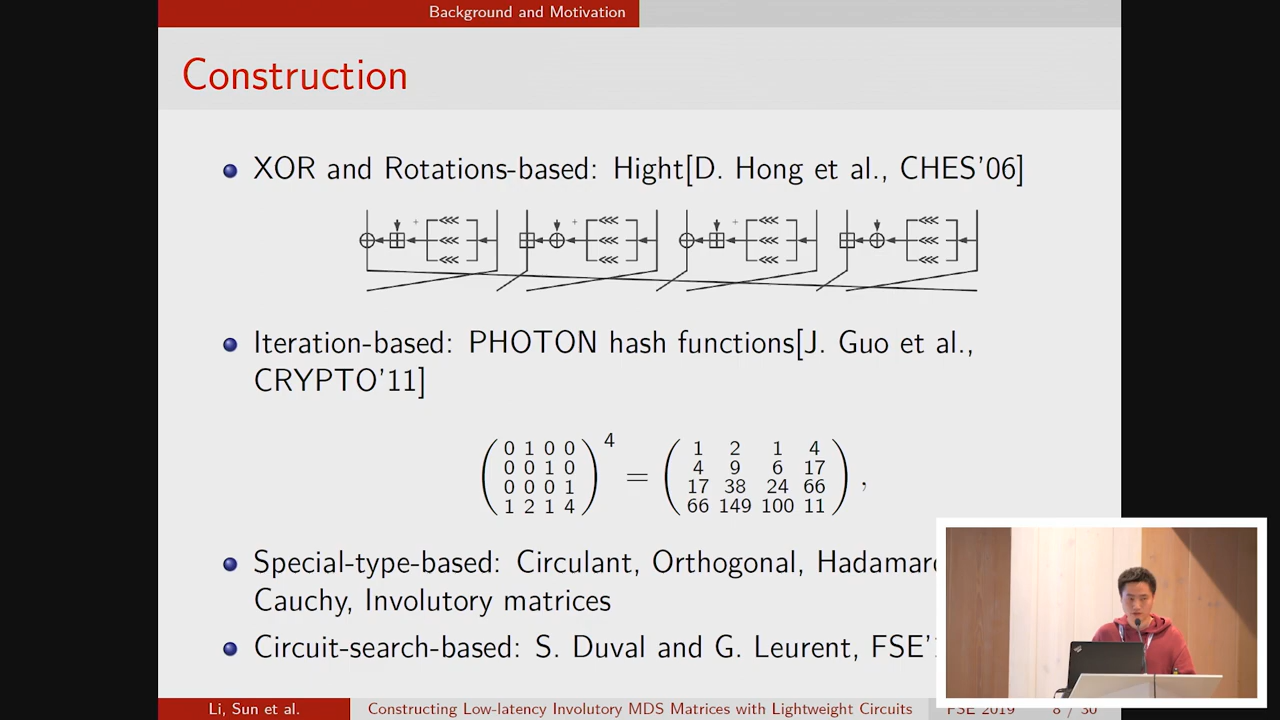 Background and Motivation
Construction
XOR and Rotations-based: Hight[D. Hong et al., CHES'06]
<<< <<< <<< <<<
<<< <<< <<< <<<
<<< <<< <<< <<<
Iteration-based: PHOTON hash functions[J. Guo et al.,
CRYPTO'11]
4
0 1 0 0   1 2 1 4
0 0 1 0   4 9 6 17
0 0 0 1 = 17 38 24 66 ,
1 2 1 4   66 149 100 11
Special-type-based: Circulant, Orthogonal,
Cauchy, Involutory matrices
Circuit-search-based: S. Duval and G. Leurent,
Li, Sun et al. Constructing Low-latency Involutory MDS Matrices with Lightweight Circuits FSE 2019 8 / 30